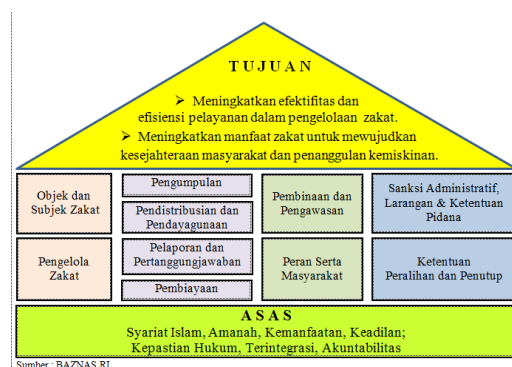 TUJUAN
➢ Meningkatkan efektifitas dan
efisiensi pelayanan dalam pengelolaan zakat.
➢ Meningkatkan manfaat zakat untuk mewujudkan
kesejahteraan masyarakat dan penanggulan kemiskinan.
Objek dan
Subjek Zakat
Pengelola
Zakat
Pengumpulan
Pendistribusian dan
Pendayagunaan
Pelaporan dan
Pertanggungjawaban
Pembiayaan
Pembinaan dan
Pengawasan
Peran Serta
Masyarakat
Sanksi Administratif,
Larangan & Ketentuan
Pidana
Ketentuan
Peralihan dan Penutup
ASAS
Syariat Islam, Amanah, Kemanfaatan, Keadilan;
Kepastian Hukum, Terintegrasi, Akuntabilitas
Sumber : BAZNAS RI